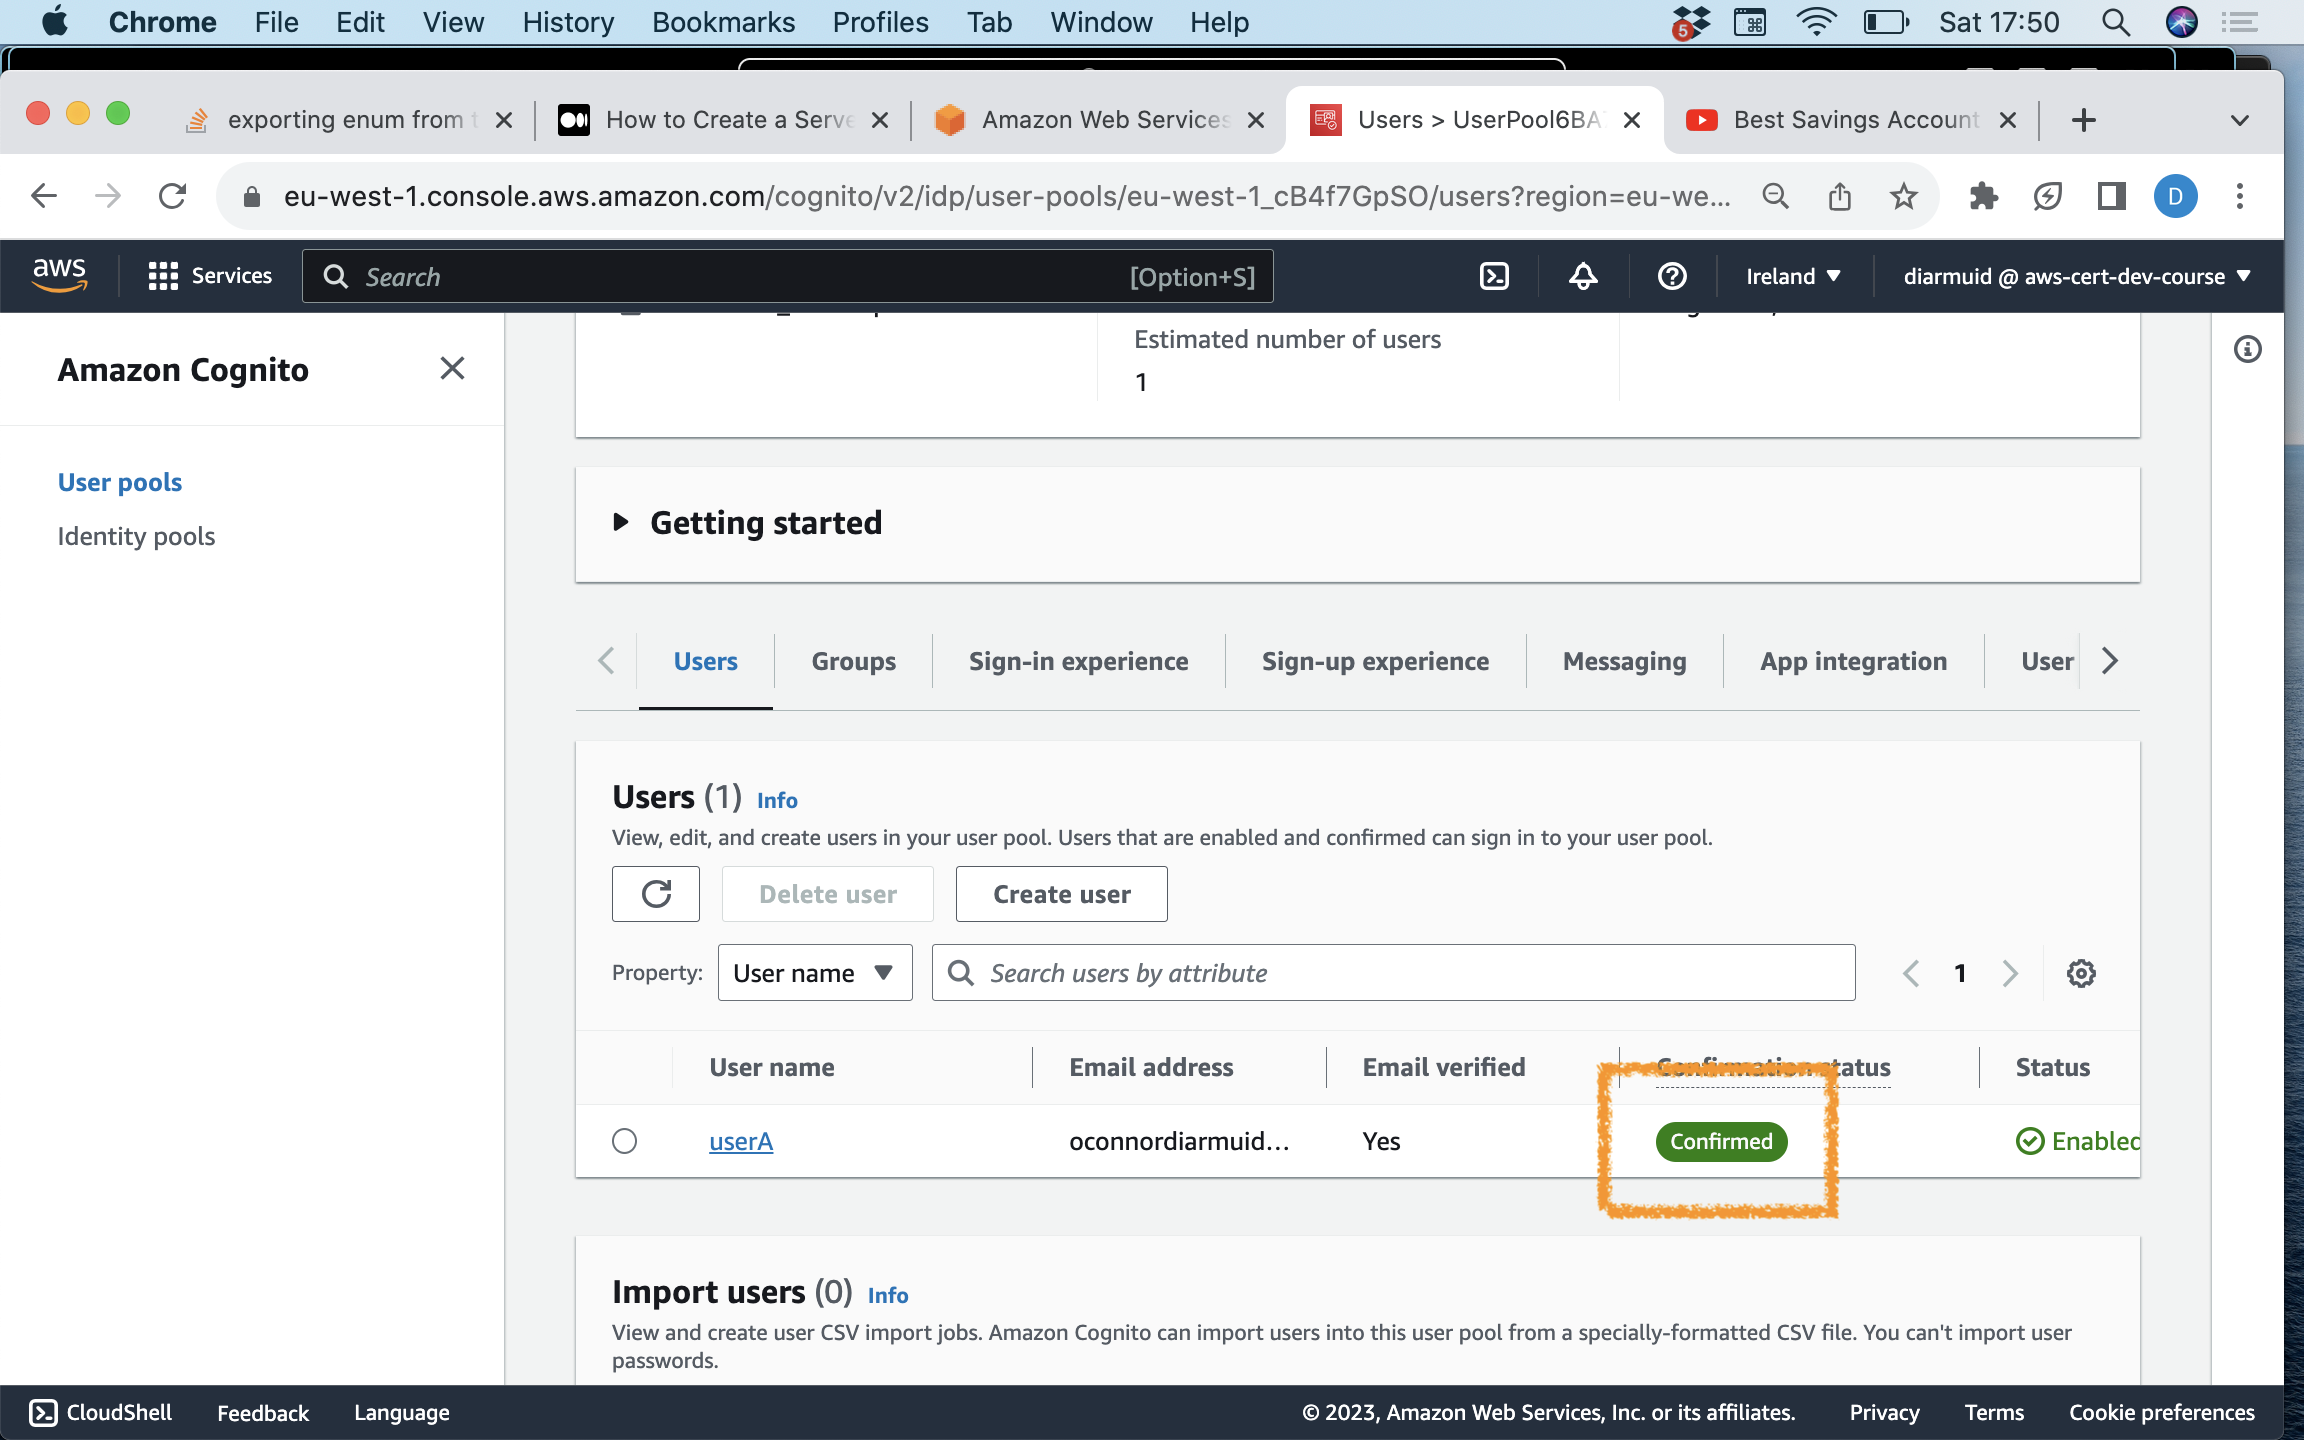 Chrome File Edit View History Bookmarks Profiles Tab Window Help 5 Sat 17:50
exporting enum from How to Create a Serve Amazon Web Services Users > UserPool6BA Best Savings Account
eu-west-1.console.aws.amazon.com/cognito/v2/idp/user-pools/eu-west-1_cB4f7GpSO/users?region=eu-we... D
aws Services Search [Option+S] Ireland diarmuid @ aws-cert-dev-course
Amazon Cognito
User pools
Identity pools
Estimated number of users
1
Getting started
Users Groups Sign-in experience Sign-up experience Messaging App integration User
Users (1) Info
View, edit, and create users in your user pool. Users that are enabled and confirmed can sign in to your user pool.
Delete user Create user
Property: User name Search users by attribute 1
User name Email address Email verified Confirmation status Status
userA oconnordiarmuid... Yes Confirmed Enabled
Import users (0) Info
View and create user CSV import jobs. Amazon Cognito can import users into this user pool from a specially-formatted CSV file. You can't import user
passwords.
CloudShell Feedback Language © 2023, Amazon Web Services, Inc. or its affiliates. Privacy Terms Cookie preferences